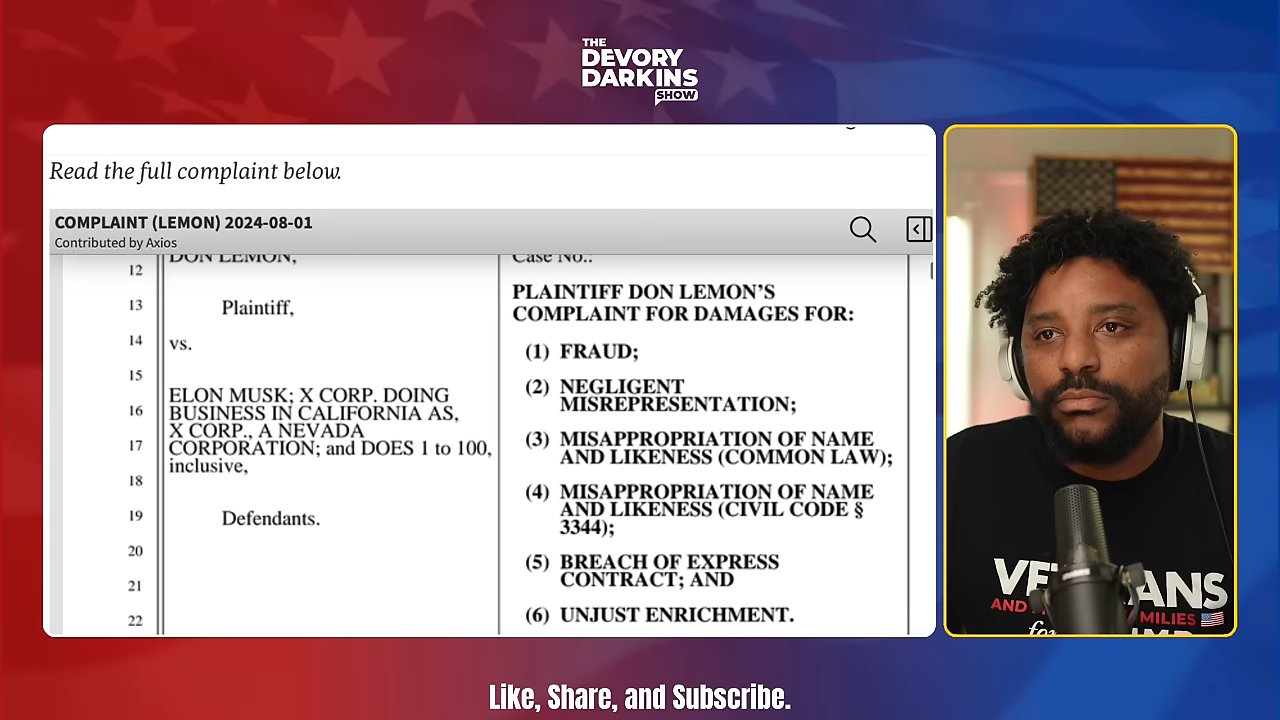 THE
DEVORY
DARKINS
SHOW
Read the full complaint below.
COMPLAINT (LEMON) 2024-08-01
Contributed by Axios
12
13
14
15
16
17
18
19
20
21
22
DON LEMON,
Plaintiff,
vs.
ELON MUSK; X CORP. DOING
BUSINESS IN CALIFORNIA AS,
X CORP., A NEVADA
CORPORATION; and DOES 1 to 100,
inclusive,
Defendants.
Case No.:
PLAINTIFF DON LEMON’S
COMPLAINT FOR DAMAGES FOR:
(1) FRAUD;
(2) NEGLIGENT
MISREPRESENTATION;
(3) MISAPPROPRIATION OF NAME
AND LIKENESS (COMMON LAW);
(4) MISAPPROPRIATION OF NAME
AND LIKENESS (CIVIL CODE §
3344);
(5) BREACH OF EXPRESS
CONTRACT; AND
(6) UNJUST ENRICHMENT.
AND
for
Like, Share, and Subscribe.